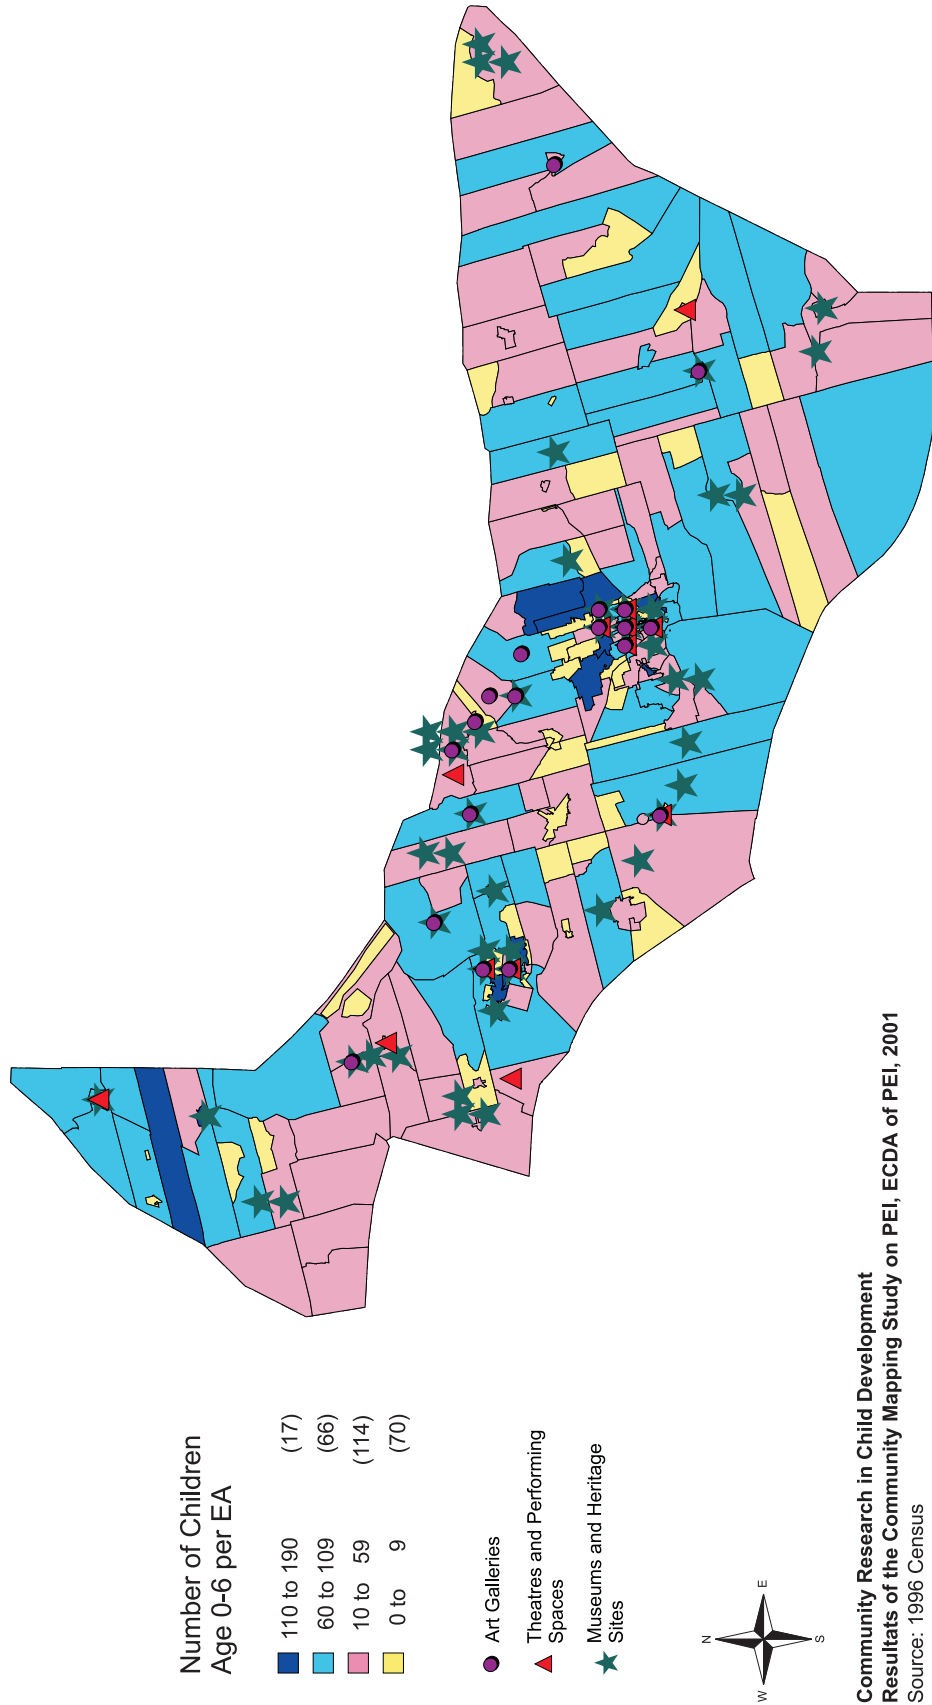 Number of Children
Age 0-6 per EA
110 to 190 (17)
60 to 109 (66)
10 to 59 (114)
0 to 9 (70)
Art Galleries
Theatres and Performing
Spaces
Museums and Heritage
Sites
N
W E
S
Community Research in Child Development
Resultats of the Community Mapping Study on PEI, ECDA of PEI, 2001
Source: 1996 Census